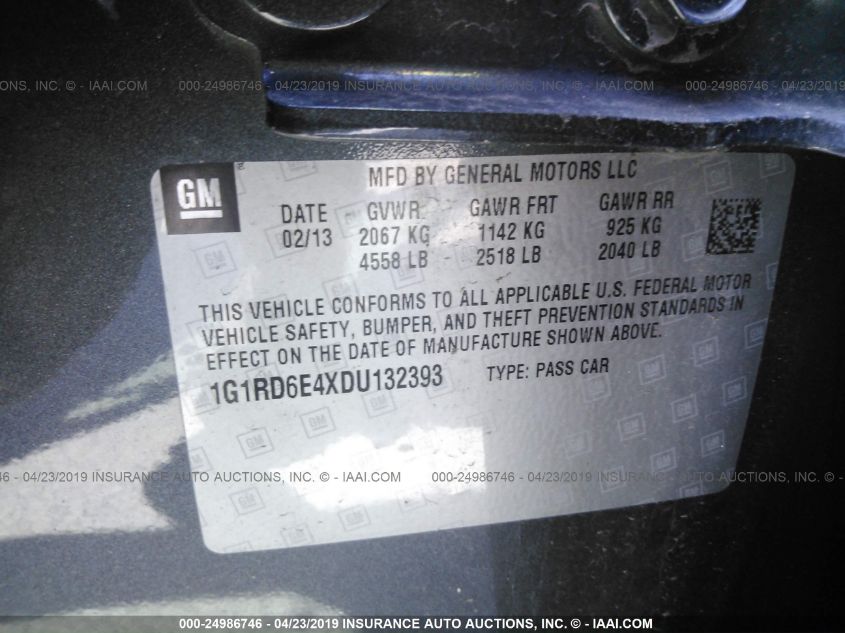 - IAAI.COM 000-24986746 - 04/23/2019 INSURANCE AUTO AUCTIONS, INC. - IAAI.COM 000-24986746 - 04/23/2019
GM
MFD BY GENERAL MOTORS LLC
DATE GVWR GAWR FRT GAWR RR
02/13 2067 KG 1142 KG 925 KG
4558 LB 2518 LB 2040 LB
THIS VEHICLE CONFORMS TO ALL APPLICABLE U.S. FEDERAL MOTOR
VEHICLE SAFETY, BUMPER, AND THEFT PREVENTION STANDARDS IN
EFFECT ON THE DATE OF MANUFACTURE SHOWN ABOVE.
1G1RD6E4XDU132393 TYPE: PASS CAR
- 04/23/2019 INSURANCE AUTO AUCTIONS, INC. - IAAI.COM 000-24986746 - 04/23/2019 INSURANCE AUTO AUCTIONS, INC.
000-24986746 - 04/23/2019 INSURANCE AUTO AUCTIONS, INC. - IAAI.COM